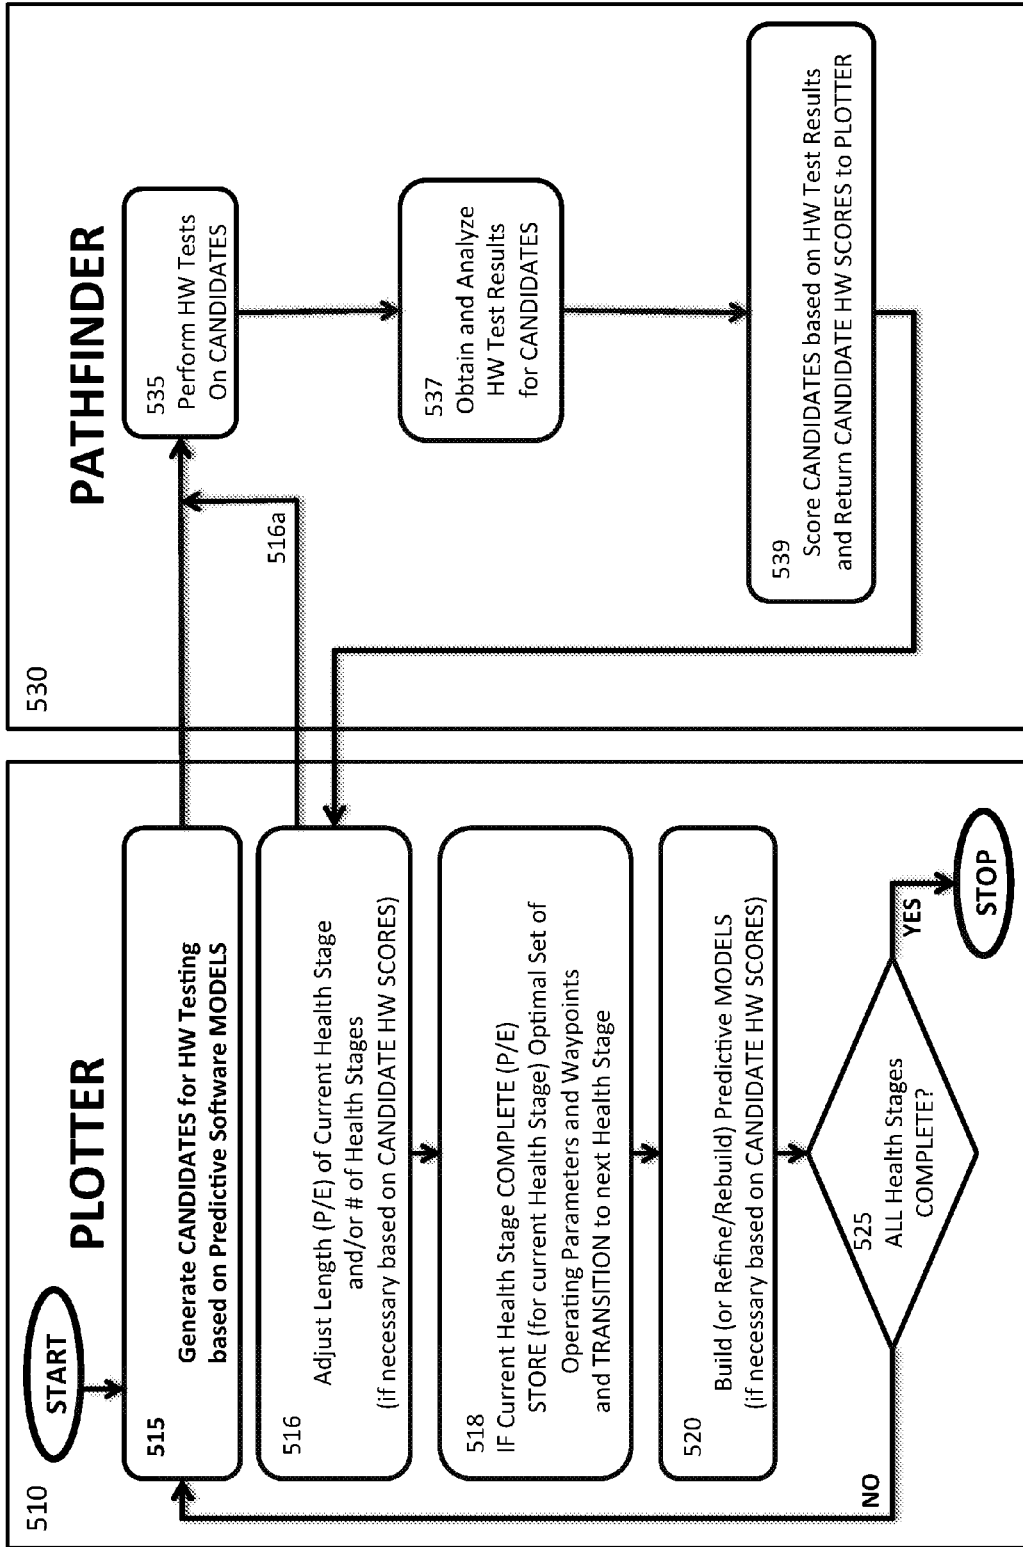 510
PLOTTER
START
515
Generate CANDIDATES for HW Testing
based on Predictive Software MODELS
516
Adjust Length (P/E) of Current Health Stage
and/or # of Health Stages
(if necessary based on CANDIDATE HW SCORES)
518
IF Current Health Stage COMPLETE (P/E)
STORE (for current Health Stage) Optimal Set of
Operating Parameters and Waypoints
and TRANSITION to next Health Stage
520
Build (or Refine/Rebuild) Predictive MODELS
(if necessary based on CANDIDATE HW SCORES)
525
ALL Health Stages
COMPLETE?
NO
YES
STOP
530
PATHFINDER
516a
535
Perform HW Tests
On CANDIDATES
537
Obtain and Analyze
HW Test Results
for CANDIDATES
539
Score CANDIDATES based on HW Test Results
and Return CANDIDATE HW SCORES to PLOTTER